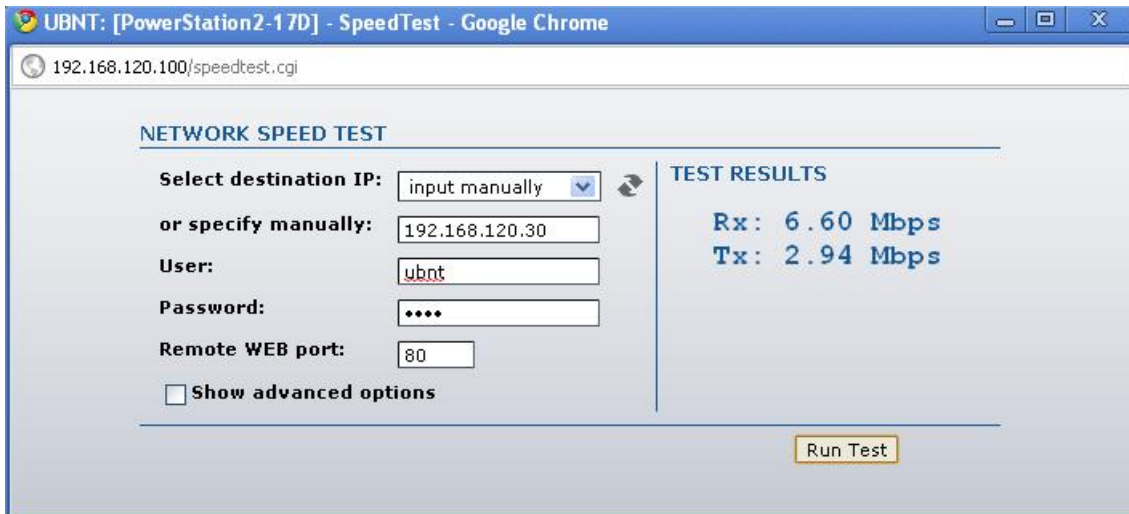 UBNT: [PowerStation2-17D] - SpeedTest - Google Chrome
192.168.120.100/speedtest.cgi
NETWORK SPEED TEST
Select destination IP: input manually
or specify manually: 192.168.120.30
User: ubnt
Password: ••••
Remote WEB port: 80
Show advanced options
TEST RESULTS
Rx: 6.60 Mbps
Tx: 2.94 Mbps
Run Test